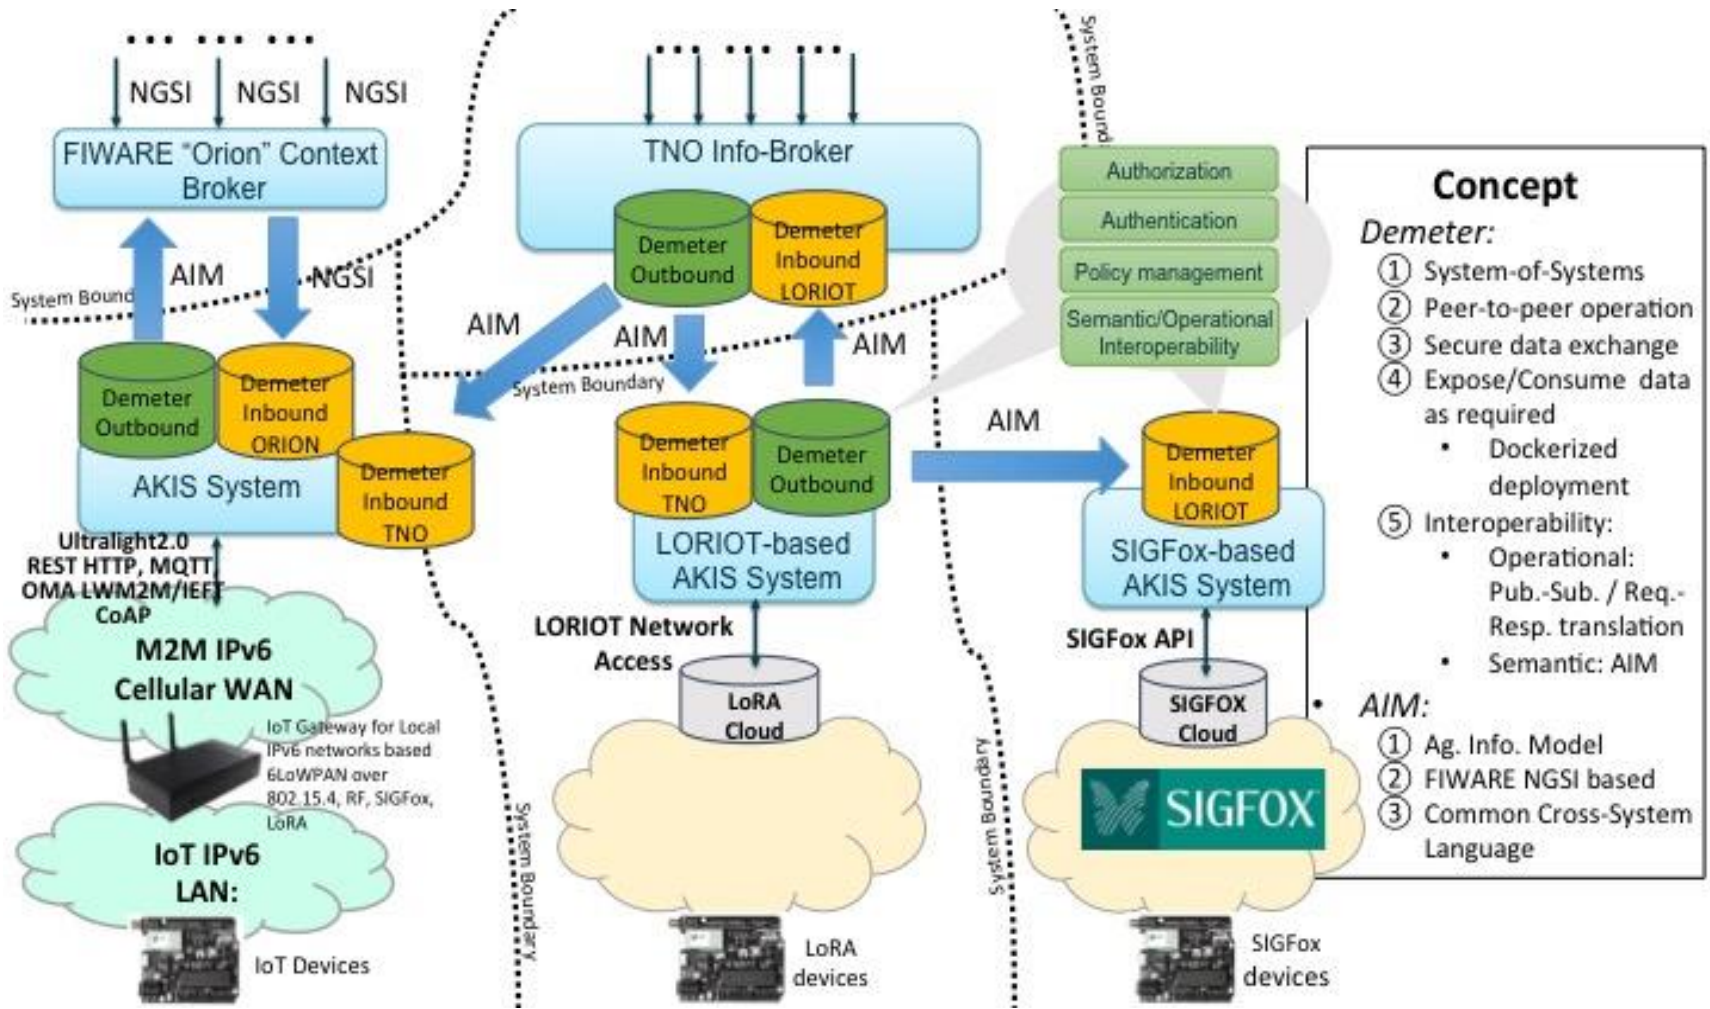 NGSI
NGSI
NGSI
FIWARE "Orion" Context
Broker
AIM
NGSI
System Bound
Demeter
Outbound
Demeter
Inbound
ORION
AKIS System
Demeter
Inbound
TNO
Ultralight2.0
REST HTTP, MQTT,
OMA LWM2M/IEFT
CoAP
M2M IPv6
Cellular WAN
IoT Gateway for Local
IPv6 networks based
6LoWPAN over
802.15.4, RF, SIGFox,
LoRA
IoT IPv6
LAN:
IoT Devices
System Boundary
TNO Info-Broker
Demeter
Outbound
Demeter
Inbound
LORIOT
AIM
AIM
AIM
System Boundary
Demeter
Inbound
TNO
Demeter
Outbound
LORIOT-based
AKIS System
LORIOT Network
Access
LoRA
Cloud
LoRA
devices
System Boundary
System Bound
Authorization
Authentication
Policy management
Semantic/Operational
Interoperability
AIM
Demeter
Inbound
LORIOT
SIGFox-based
AKIS System
SIGFox API
SIGFOX
Cloud
SIGFOX
SIGFox
devices
Concept
Demeter:
① System-of-Systems
② Peer-to-peer operation
③ Secure data exchange
④ Expose/Consume data
as required
• Dockerized
deployment
⑤ Interoperability:
• Operational:
Pub.-Sub. / Req.-
Resp. translation
• Semantic: AIM
• AIM:
① Ag. Info. Model
② FIWARE NGSI based
③ Common Cross-System
Language